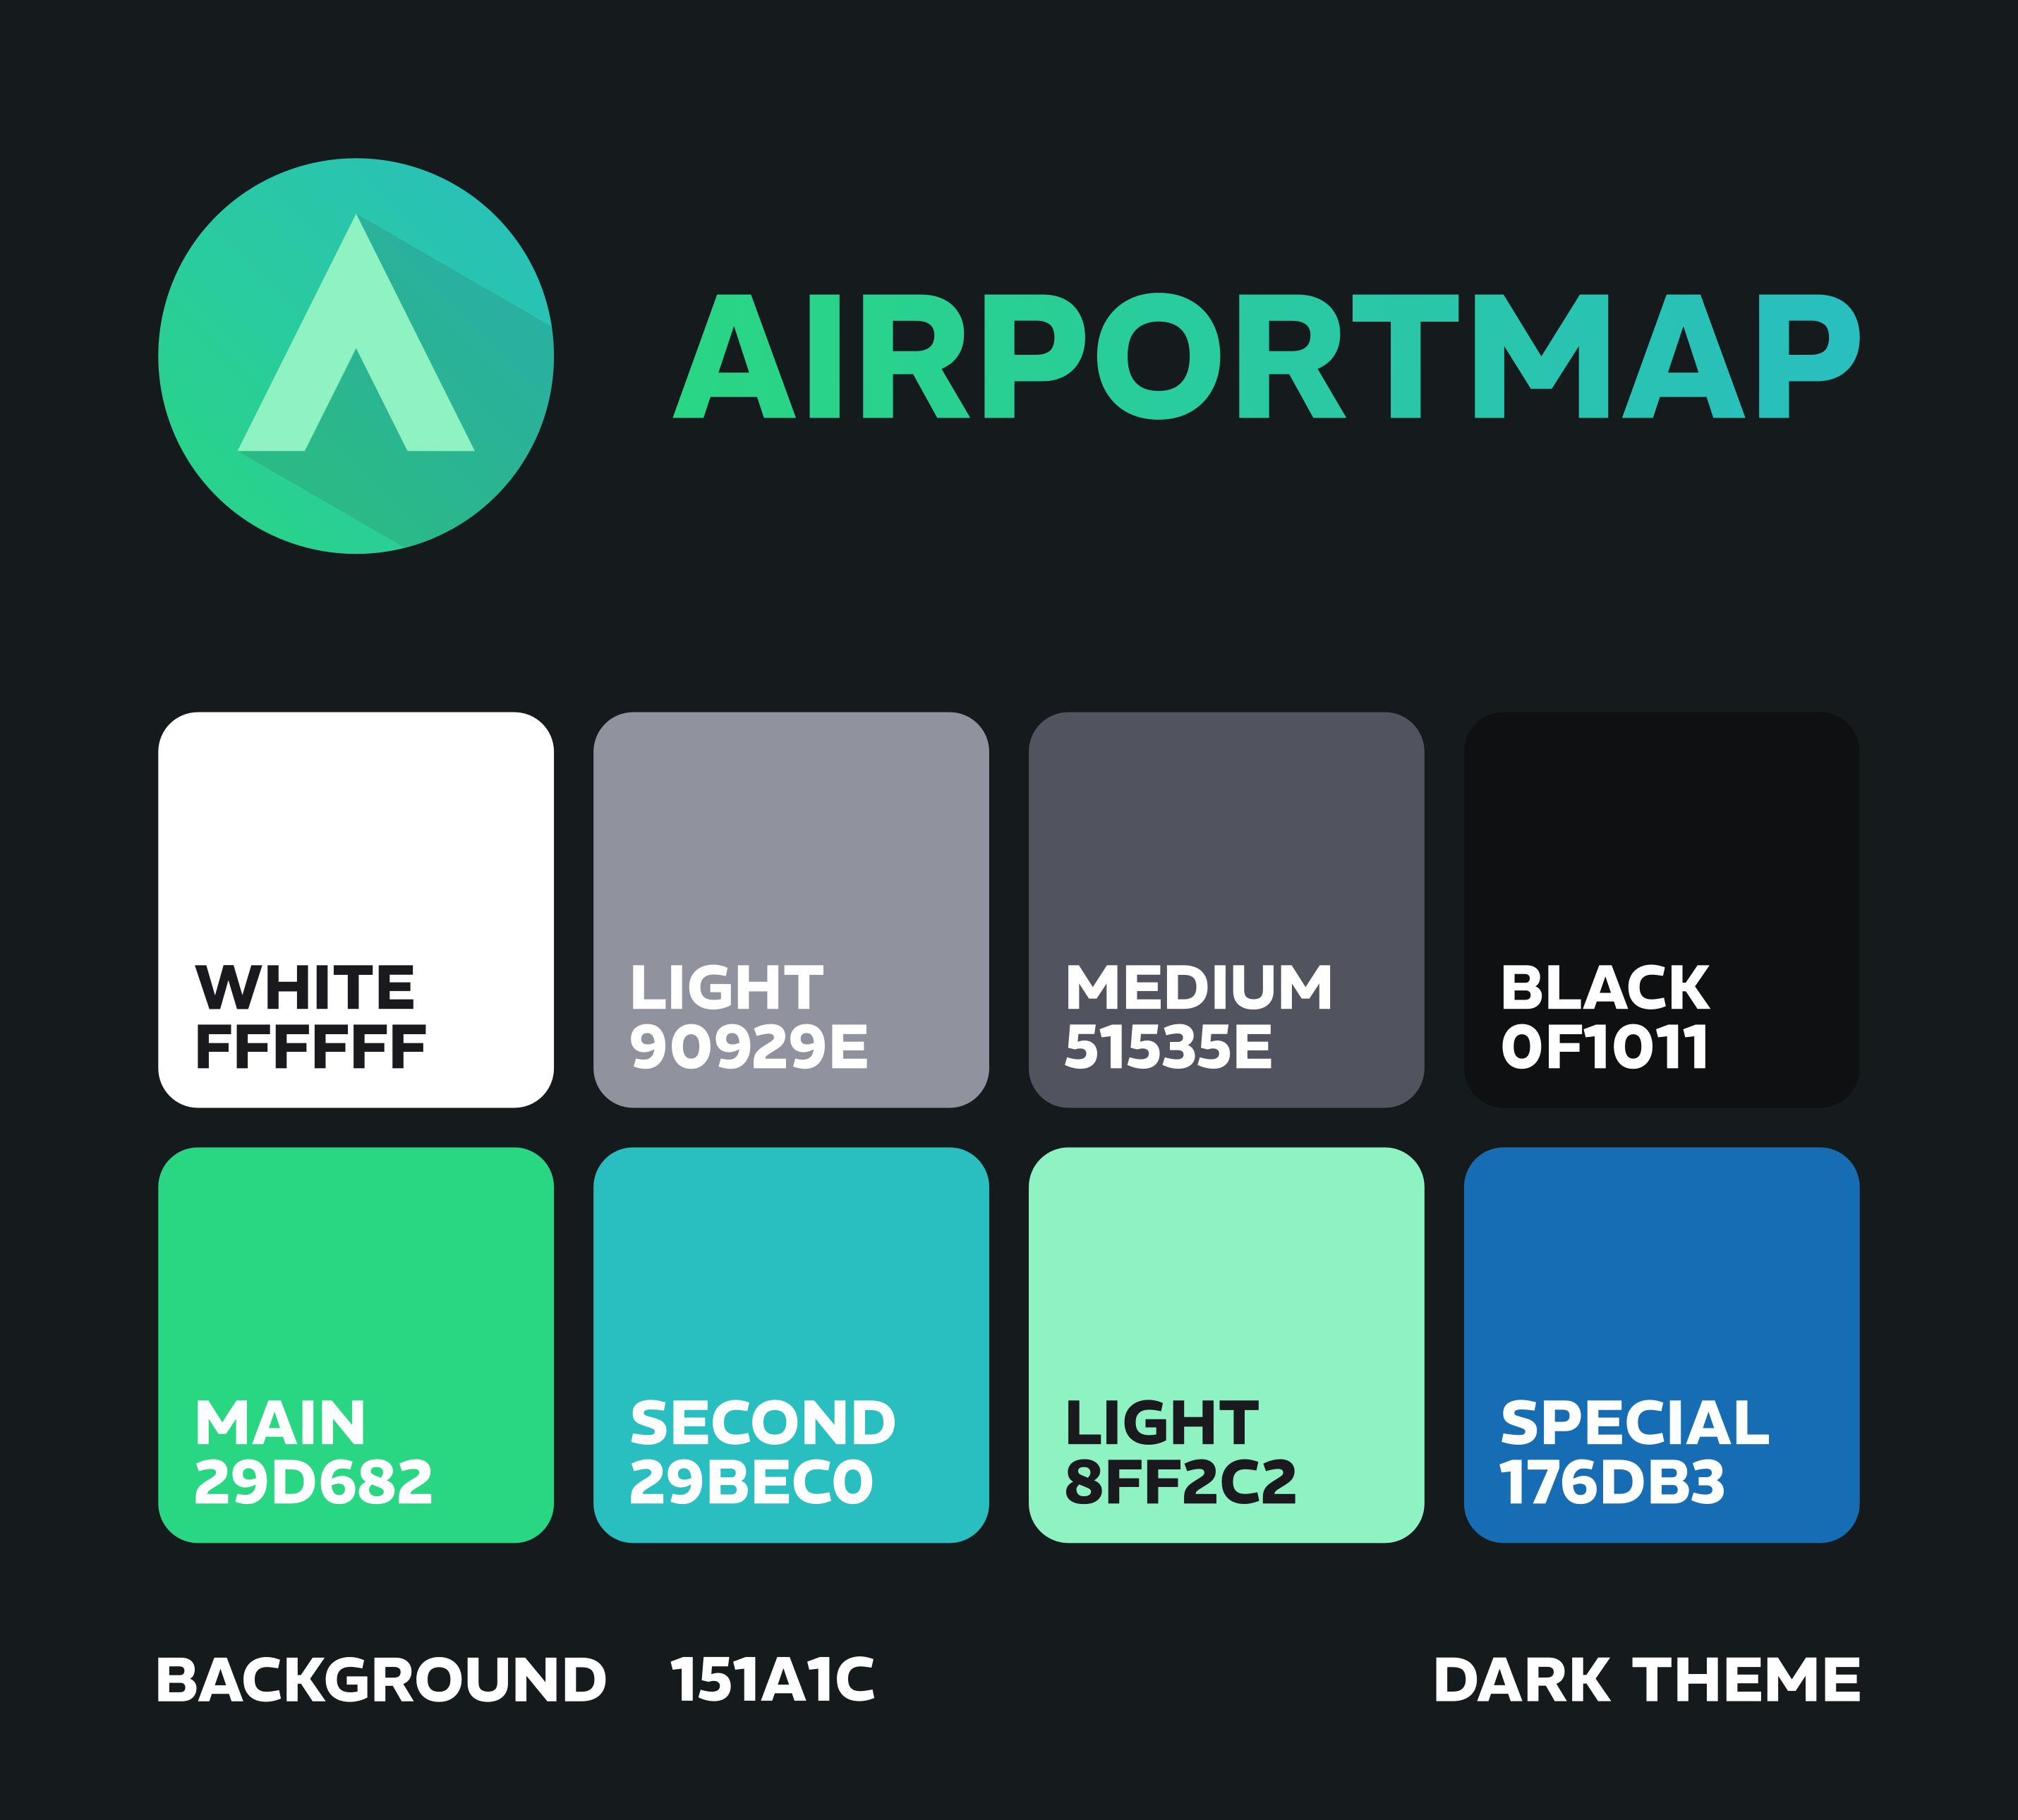 AIRPORTMAP
WHITE
FFFFFF
LIGHT
90929E
MEDIUM
51535E
BLACK
0F1011
MAIN
29D682
SECOND
29BEC0
LIGHT
8FF2C2
SPECIAL
176DB3
BACKGROUND 151A1C
DARK THEME